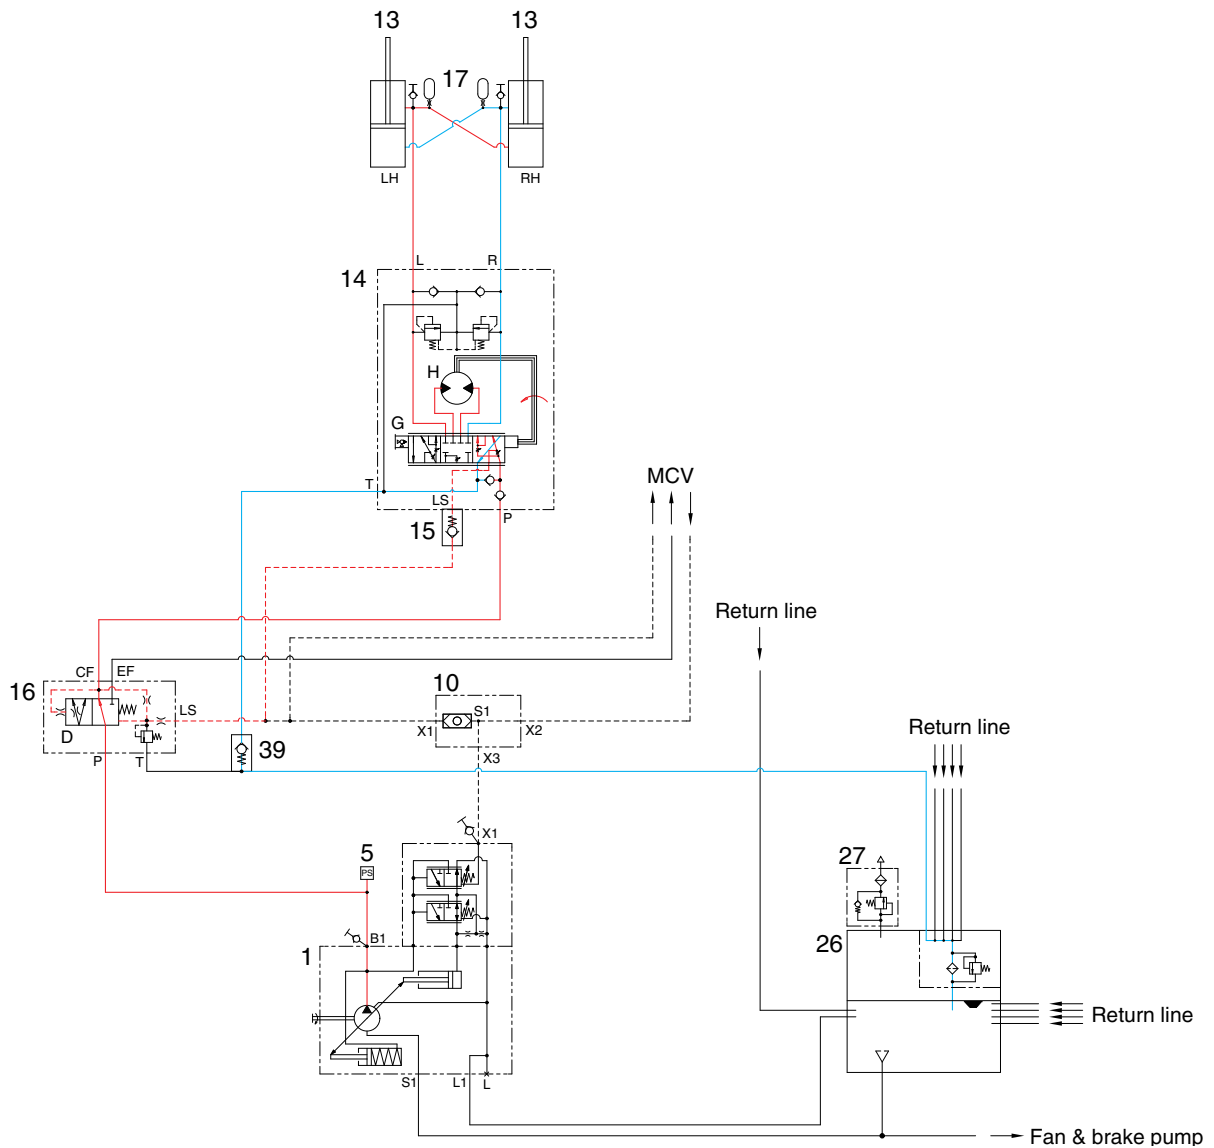 13
13
17
LH
RH
L
R
14
H
G
T
LS
P
15
MCV
Return line
CF
EF
16
LS
D
P
T
39
10
S1
X1
X2
X3
Return line
X1
5
PS
27
B1
1
26
Return line
S1
L1
L
Fan & brake pump